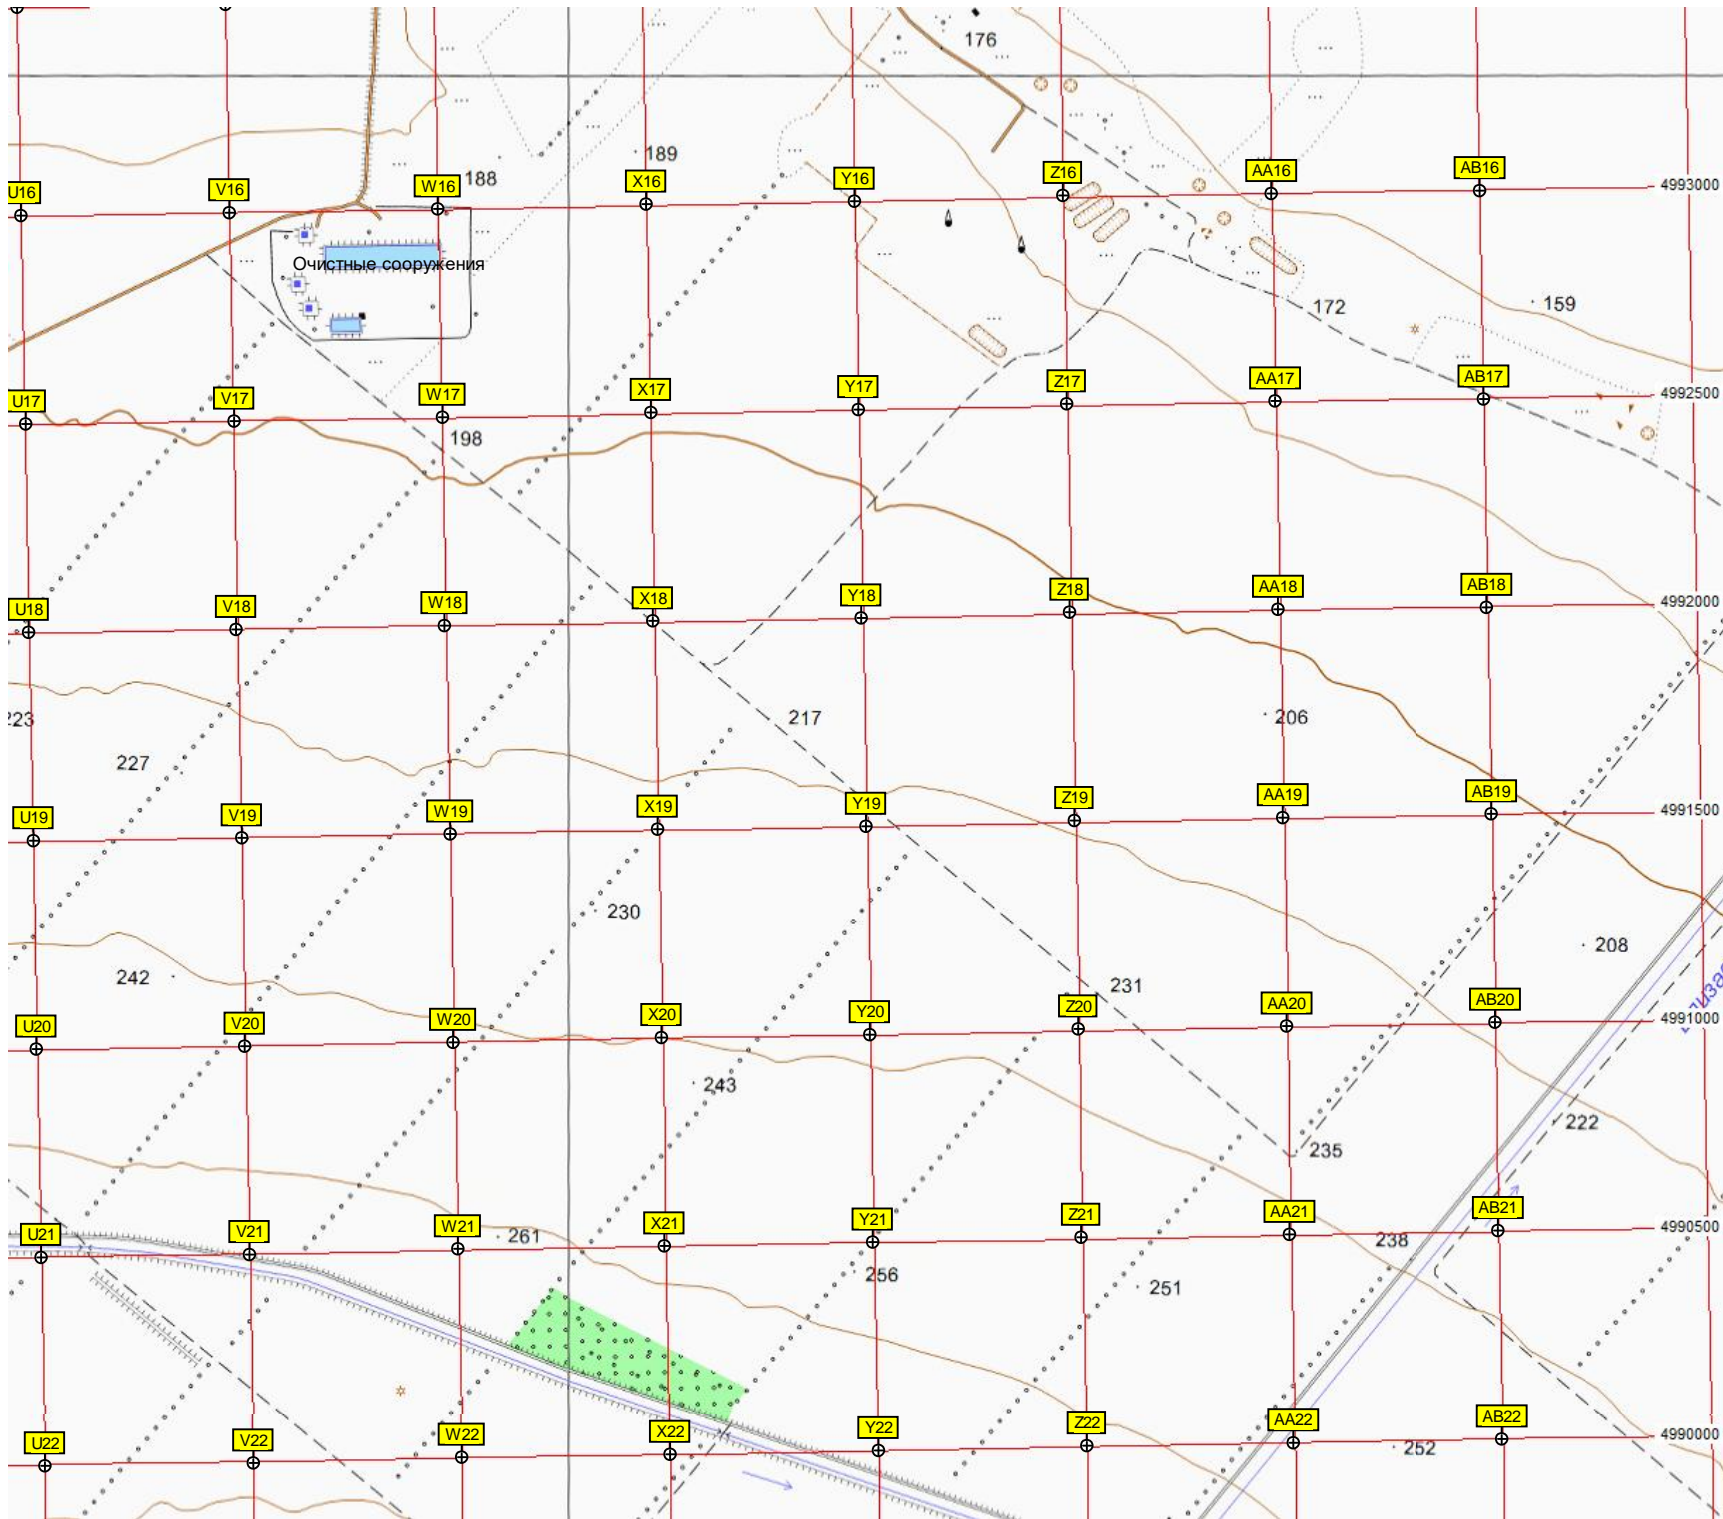 176
189
U16 V16 W16 188 X16 Y16 Z16 AA16 AB16 4993000
Очистные сооружения
172 159
U17 V17 W17 X17 Y17 Z17 AA17 AB17 4992500
198
U18 V18 W18 X18 Y18 Z18 AA18 AB18 4992000
223 217 206
227
U19 V19 W19 X19 Y19 Z19 AA19 AB19 4991500
230
208
242 231
U20 V20 W20 X20 Y20 Z20 AA20 AB20 4991000
243
222
235
U21 V21 W21 261 X21 Y21 Z21 AA21 238 AB21 4990500
256 251
U22 V22 W22 X22 Y22 Z22 AA22 252 AB22 4990000